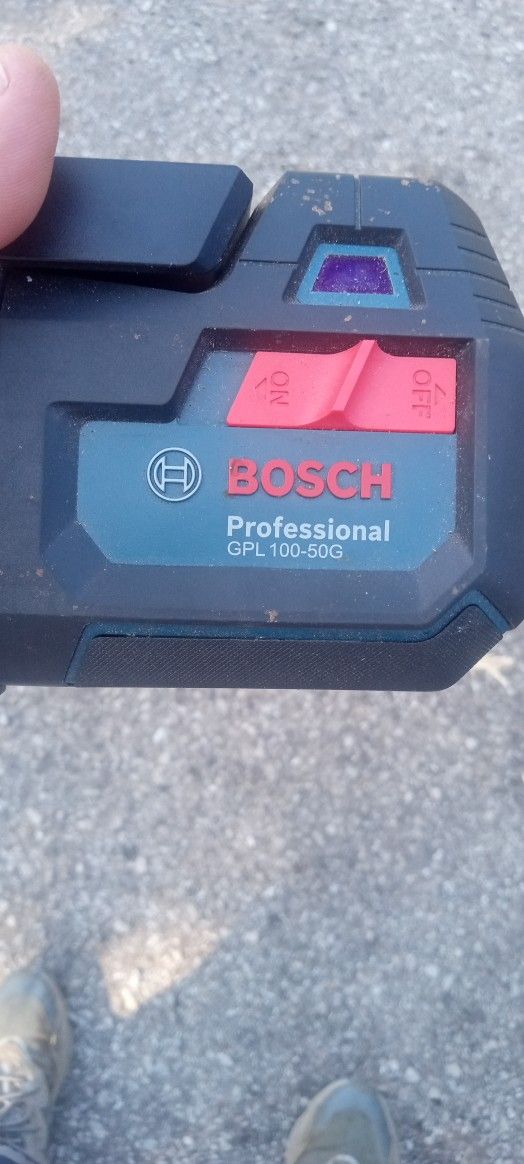 ON
OFF
BOSCH
Professional
GPL 100-50G